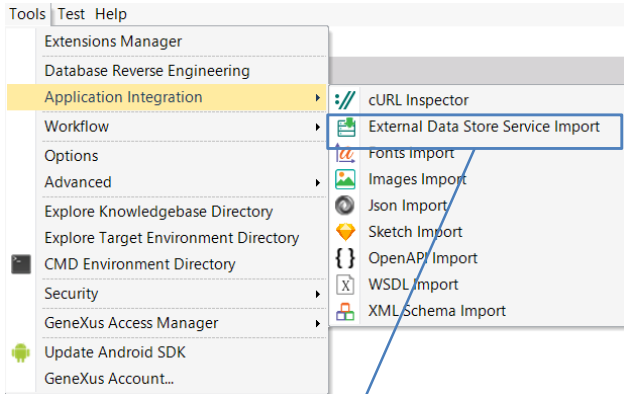 Tools Test Help
Extensions Manager
Database Reverse Engineering
Application Integration
Workflow
Options
Advanced
Explore Knowledgebase Directory
Explore Target Environment Directory
CMD Environment Directory
Security
GeneXus Access Manager
Update Android SDK
GeneXus Account...
cURL Inspector
External Data Store Service Import
Fonts Import
Images Import
Json Import
Sketch Import
OpenAPI Import
WSDL Import
XML Schema Import